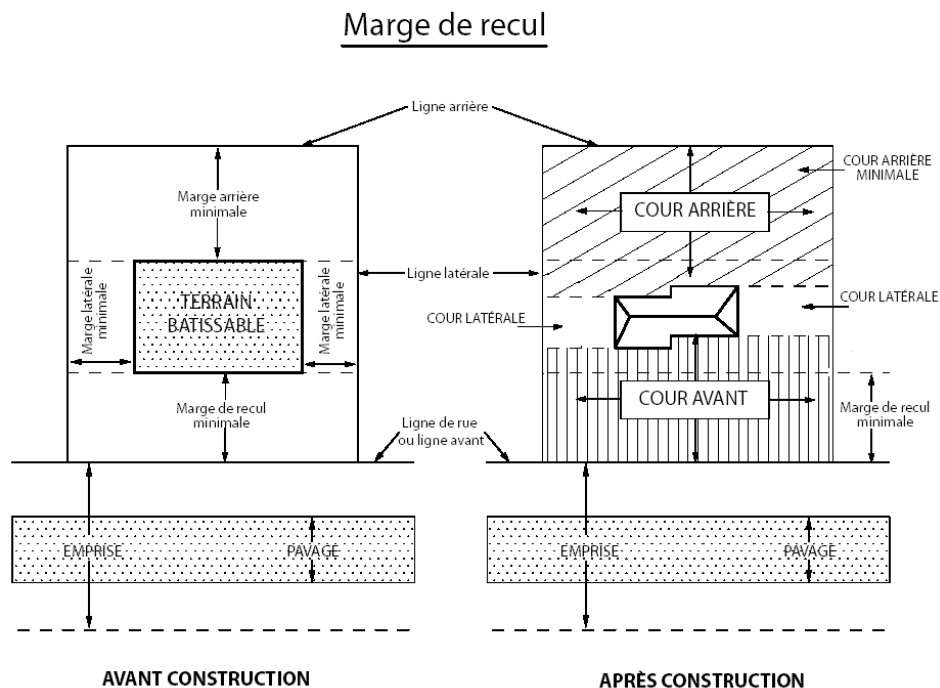 Marge de recul
Ligne arrière
Marge arrière
minimale
COUR ARRIÈRE
MINIMALE
COUR ARRIÈRE
Marge latérale
minimale
TERRAIN
BATISSABLE
Marge latérale
minimale
Ligne latérale
COUR LATÉRALE
COUR LATÉRALE
Marge de recul
minimale
COUR AVANT
Marge de recul
minimale
Ligne de rue
ou ligne avant
EMPRISE
PAVAGE
EMPRISE
PAVAGE
AVANT CONSTRUCTION
APRÈS CONSTRUCTION